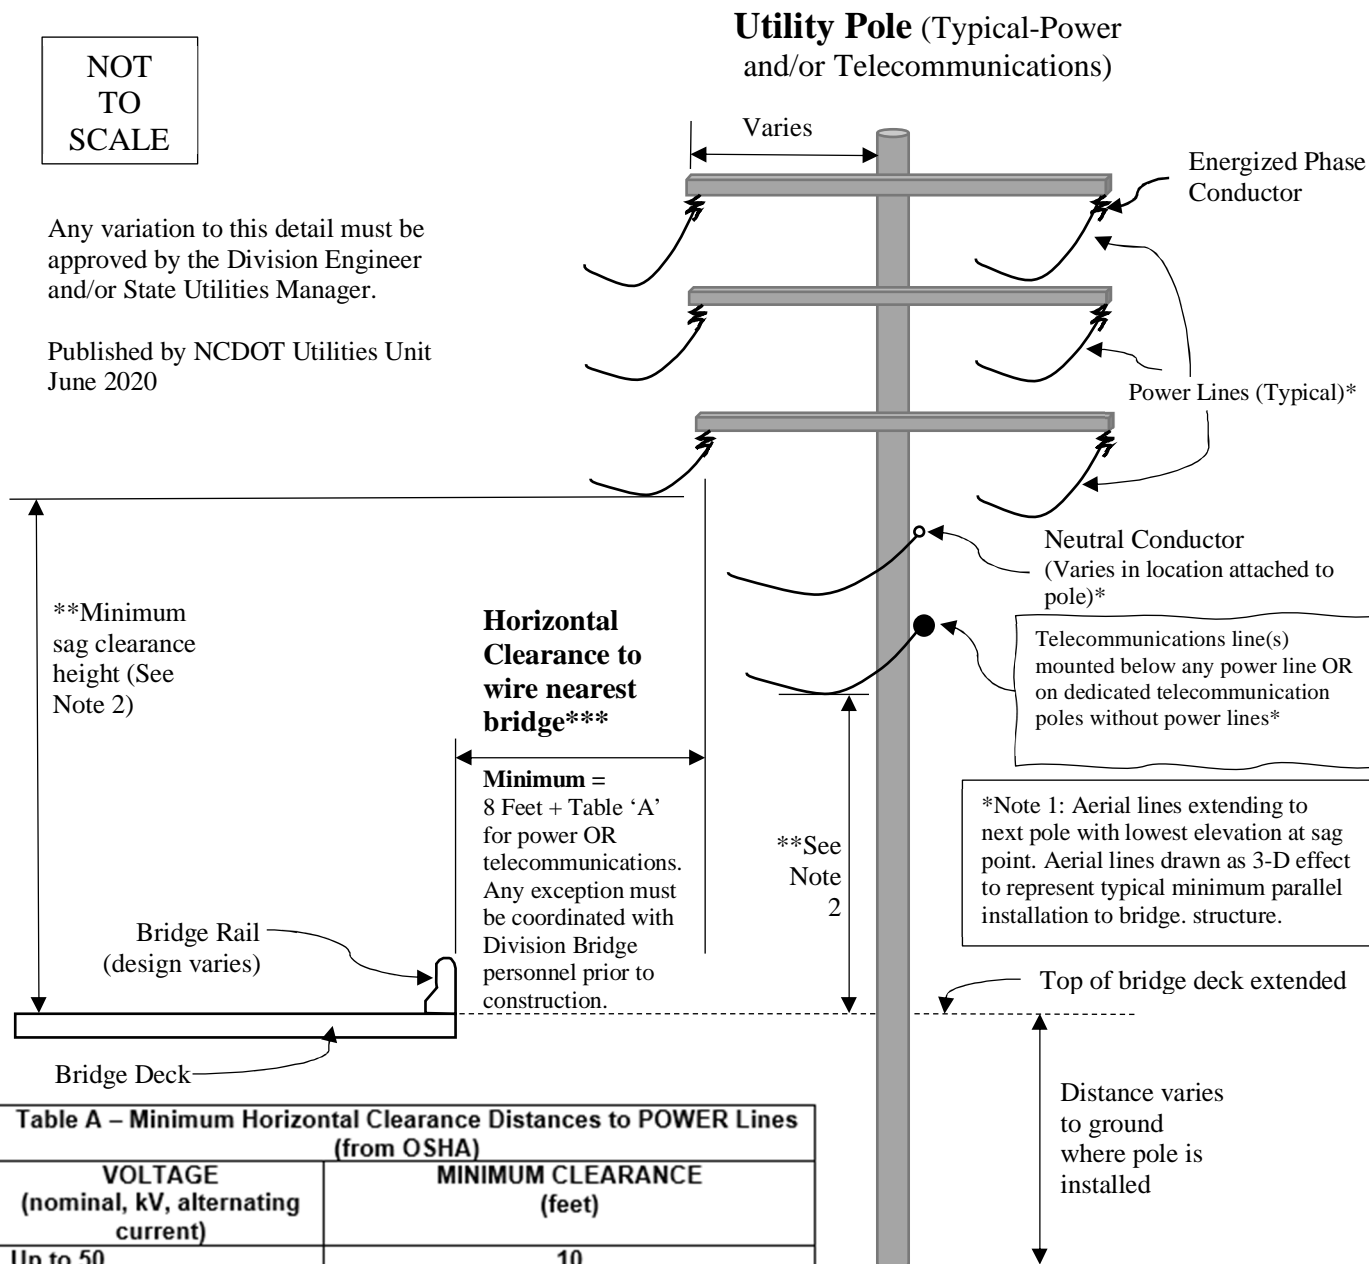 Utility Pole (Typical-Power
and/or Telecommunications)
NOT
TO
SCALE
Varies
Energized Phase
Conductor
Any variation to this detail must be
approved by the Division Engineer
and/or State Utilities Manager.
Published by NCDOT Utilities Unit
June 2020
Power Lines (Typical)*
Neutral Conductor
(Varies in location attached to
pole)*
**Minimum
sag clearance
height (See
Note 2)
Horizontal
Clearance to
wire nearest
bridge***
Telecommunications line(s)
mounted below any power line OR
on dedicated telecommunication
poles without power lines*
Minimum =
8 Feet + Table ‘A’
for power OR
telecommunications.
Any exception must
be coordinated with
Division Bridge
personnel prior to
construction.
**See
Note
2
*Note 1: Aerial lines extending to
next pole with lowest elevation at sag
point. Aerial lines drawn as 3-D effect
to represent typical minimum parallel
installation to bridge. structure.
Bridge Rail
(design varies)
Top of bridge deck extended
Bridge Deck
Distance varies
to ground
where pole is
installed
Table A – Minimum Horizontal Clearance Distances to POWER Lines
(from OSHA)
VOLTAGE
(nominal, kV, alternating
current)
MINIMUM CLEARANCE
(feet)
Up to 50
10